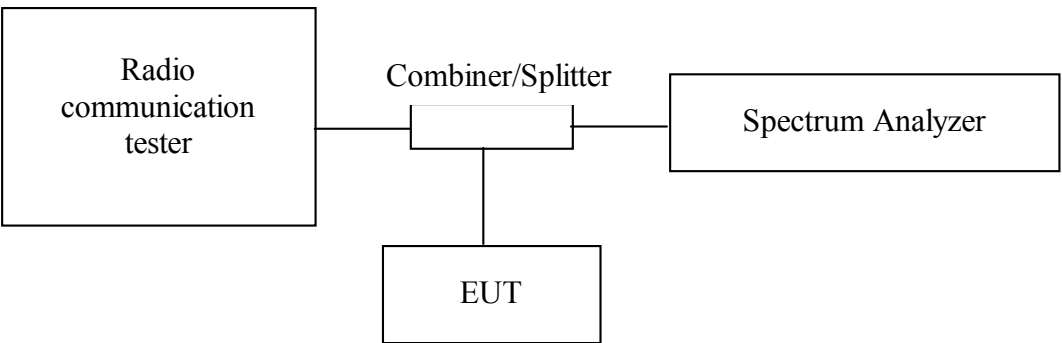 Radio
communication
tester
Combiner/Splitter
Spectrum Analyzer
EUT